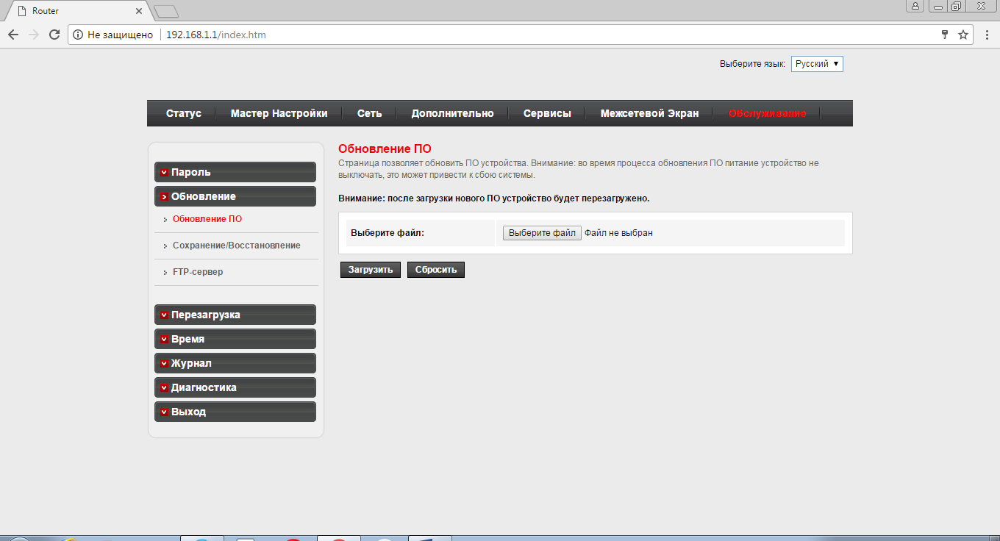 Router
Не защищено 192.168.1.1/index.htm
Выберите язык: Русский
Статус Мастер Настройки Сеть Дополнительно Сервисы Межсетевой Экран Обслуживание
Пароль
Обновление
Обновление ПО
Сохранение/Восстановление
FTP-сервер
Перезагрузка
Время
Журнал
Диагностика
Выход
Обновление ПО
Страница позволяет обновить ПО устройства. Внимание: во время процесса обновления ПО питание устройство не
выключать, это может привести к сбою системы.
Внимание: после загрузки нового ПО устройство будет перезагружено.
Выберите файл: Выберите файл Файл не выбран
Загрузить Сбросить